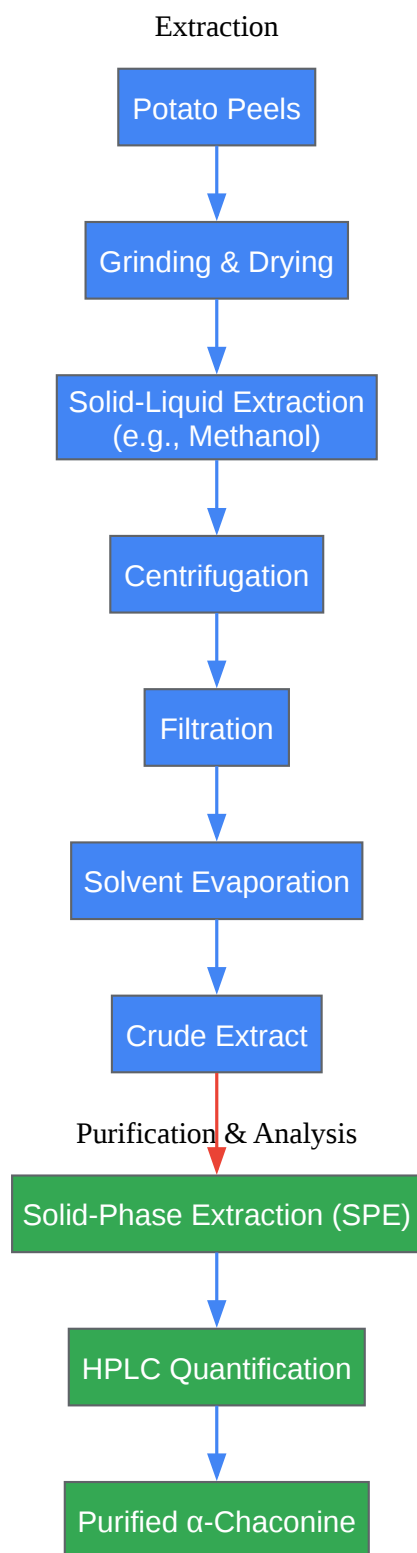 Extraction
Potato Peels
Grinding & Drying
Solid-Liquid Extraction
(e.g., Methanol)
Centrifugation
Filtration
Solvent Evaporation
Crude Extract
Purification & Analysis
Solid-Phase Extraction (SPE)
HPLC Quantification
Purified α-Chaconine